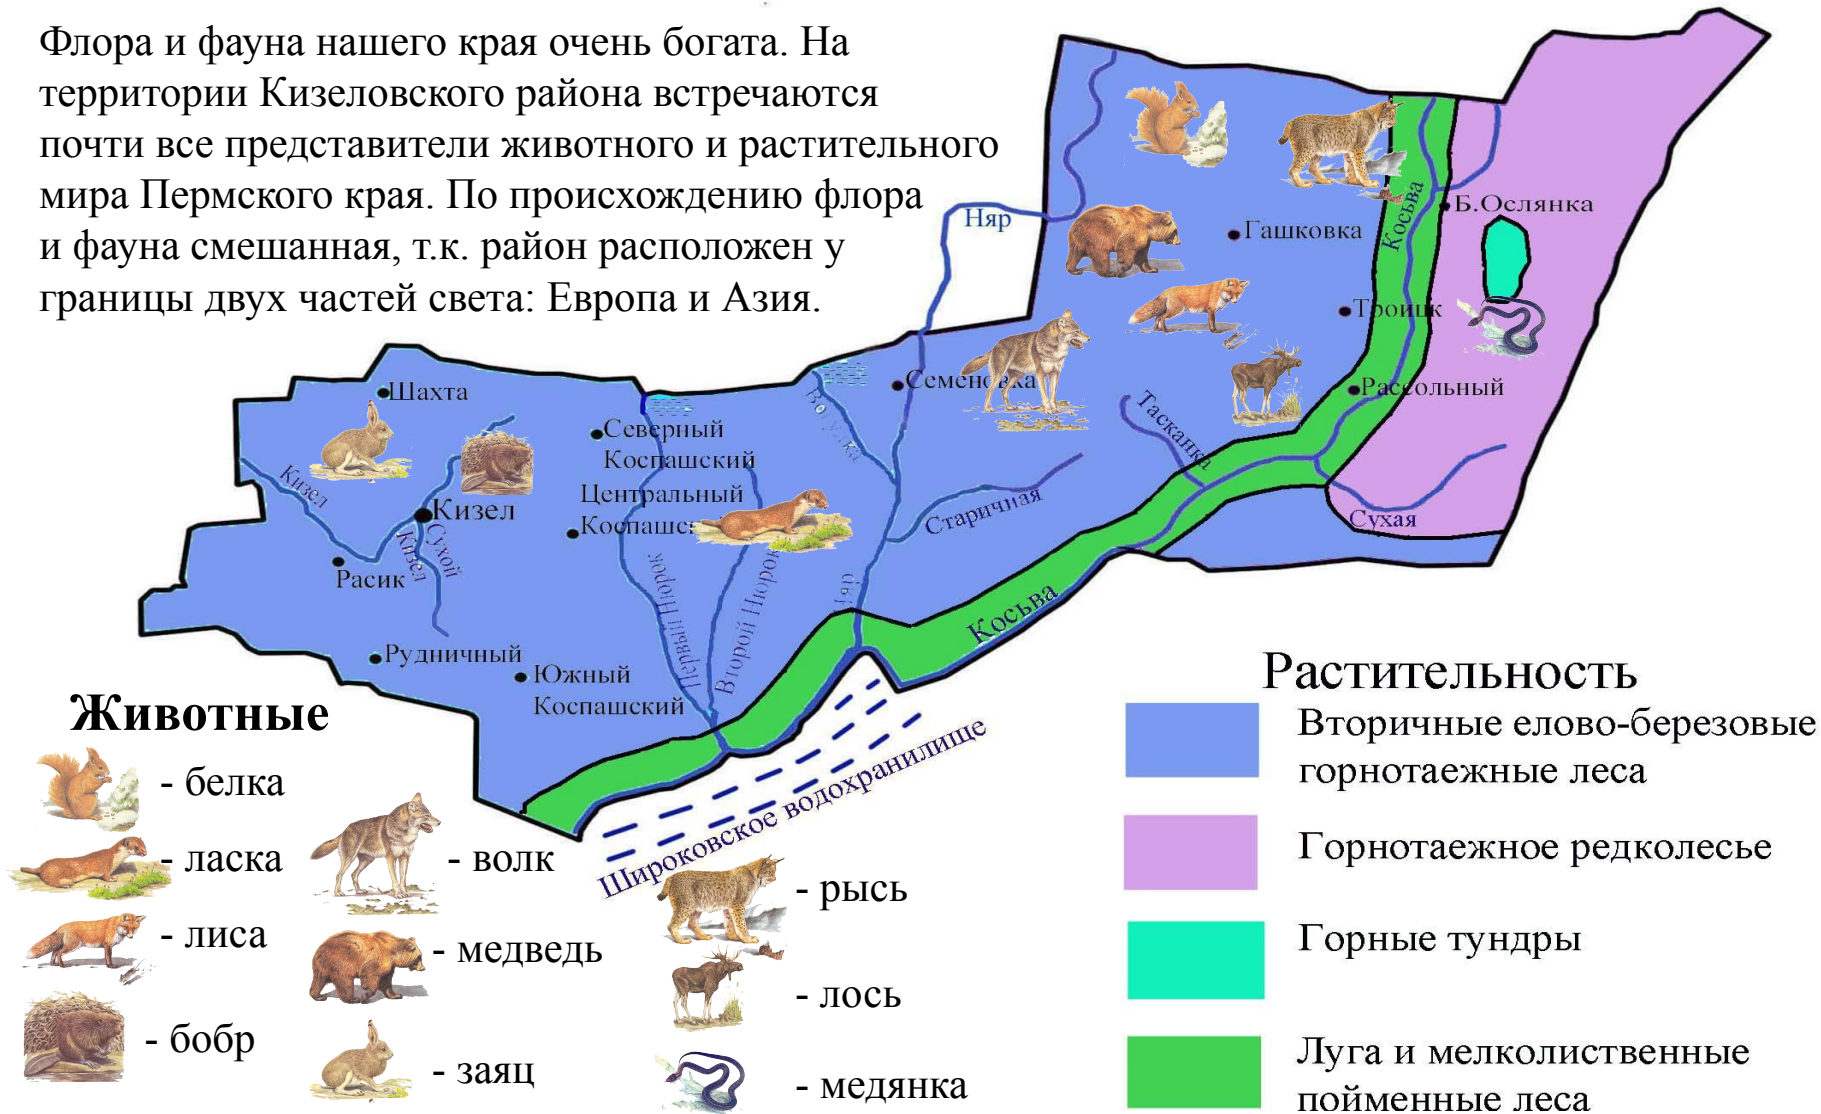 Флора и фауна нашего края очень богата. На
территории Кизеловского района встречаются
почти все представители животного и растительного
мира Пермского края. По происхождению флора
и фауна смешанная, т.к. район расположен у
границы двух частей света: Европа и Азия.
Няр
Гашковка
Косьва
Б.Ослянка
Троицк
Рассольный
Семеновка
Тасканка
Сухая
Шахта
Северный
Коспашский
Центральный
Кизел
Кизел
Сухой
Кизел
Расик
Старичная
Первый Нюрок
Второй Нюрок
Косьва
Рудничный
Южный
Коспашский
Широковское водохранилище
Животные
- белка
- ласка
- лиса
- бобр
- волк
- медведь
- заяц
- рысь
- лось
- медянка
Растительность
Вторичные елово-березовые
горнотаежные леса
Горнотаежное редколесье
Горные тундры
Луга и мелколиственные
пойменные леса